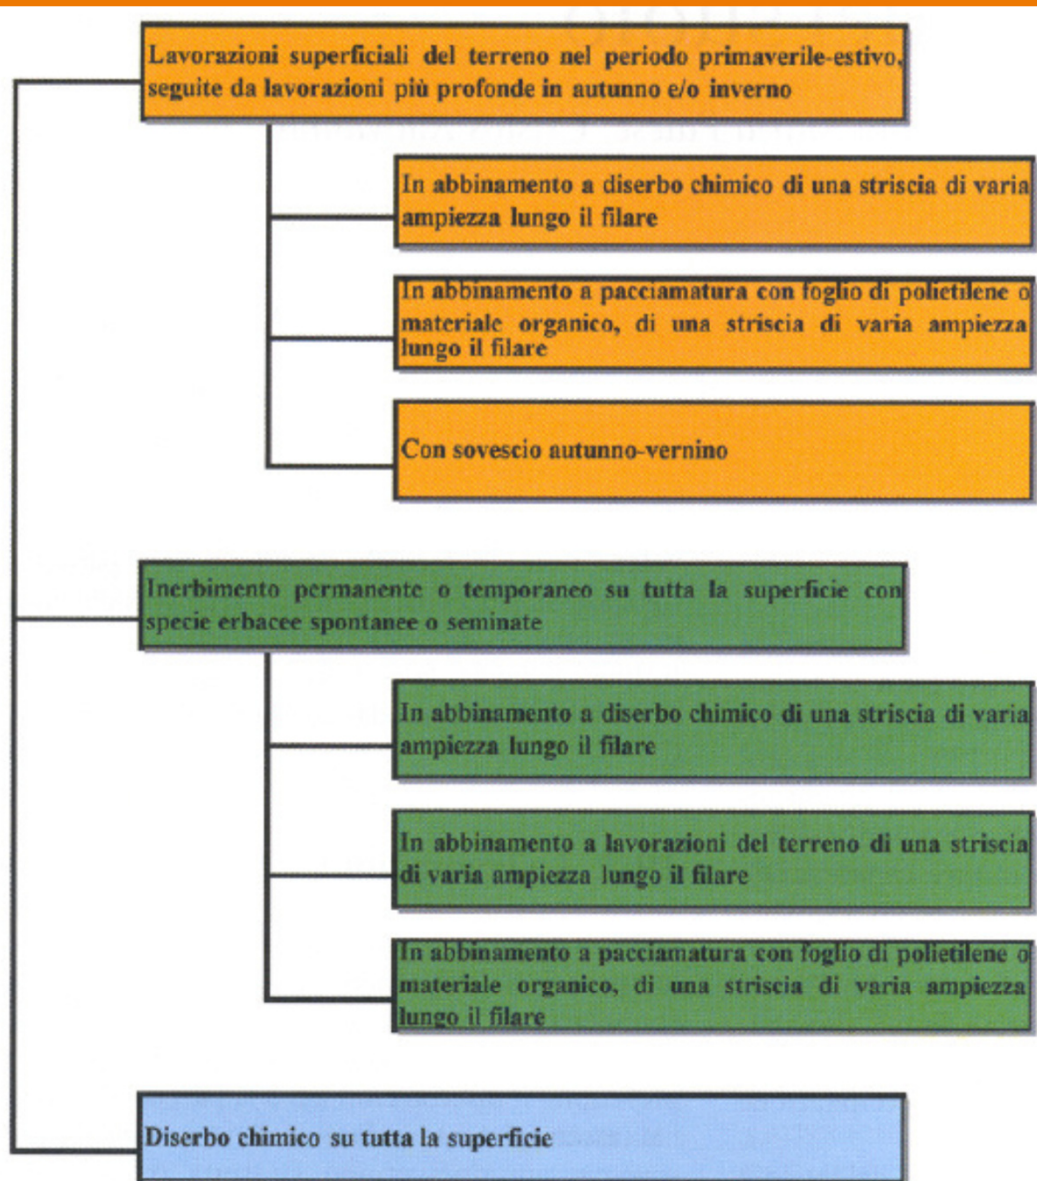 Lavorazioni superficiali del terreno nel periodo primaverile-estivo,
seguite da lavorazioni più profonde in autunno e/o inverno
In abbinamento a diserbo chimico di una striscia di varia
ampiezza lungo il filare
In abbinamento a pacciamatura con foglio di polietilene o
materiale organico, di una striscia di varia ampiezza
lungo il filare
Con sovescio autunno-vernino
Inerbimento permanente o temporaneo su tutta la superficie con
specie erbacee spontanee o seminate
In abbinamento a diserbo chimico di una striscia di varia
ampiezza lungo il filare
In abbinamento a lavorazioni del terreno di una striscia
di varia ampiezza lungo il filare
In abbinamento a pacciamatura con foglio di polietilene o
materiale organico, di una striscia di varia ampiezza
lungo il filare
Diserbo chimico su tutta la superficie